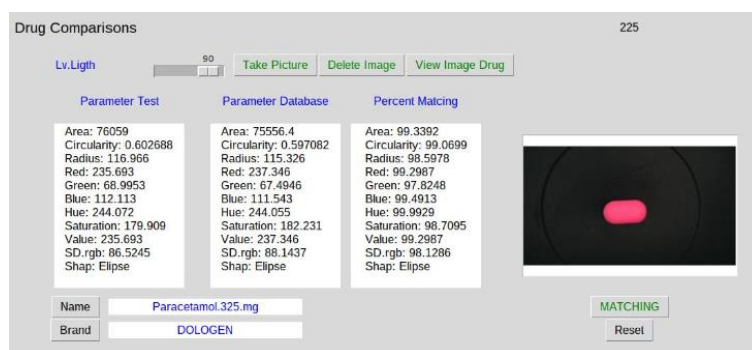 Drug Comparisons 225
Lv.Ligth 90 Take Picture Delete Image View Image Drug
Parameter Test Parameter Database Percent Matcing
Area: 76059 Area: 75556.4 Area: 99.3392
Circularity: 0.602688 Circularity: 0.597082 Circularity: 99.0699
Radius: 116.966 Radius: 115.326 Radius: 98.5978
Red: 235.693 Red: 237.346 Red: 99.2987
Green: 68.9953 Green: 67.4946 Green: 97.8248
Blue: 112.113 Blue: 111.543 Blue: 99.4913
Hue: 244.072 Hue: 244.055 Hue: 99.9929
Saturation: 179.909 Saturation: 182.231 Saturation: 98.7095
Value: 235.693 Value: 237.346 Value: 99.2987
SD.rgb: 86.5245 SD.rgb: 88.1437 SD.rgb: 98.1286
Shap: Elipse Shap: Elipse Shap: Elipse
Name Paracetamol.325.mg MATCHING
Brand DOLOGEN Reset